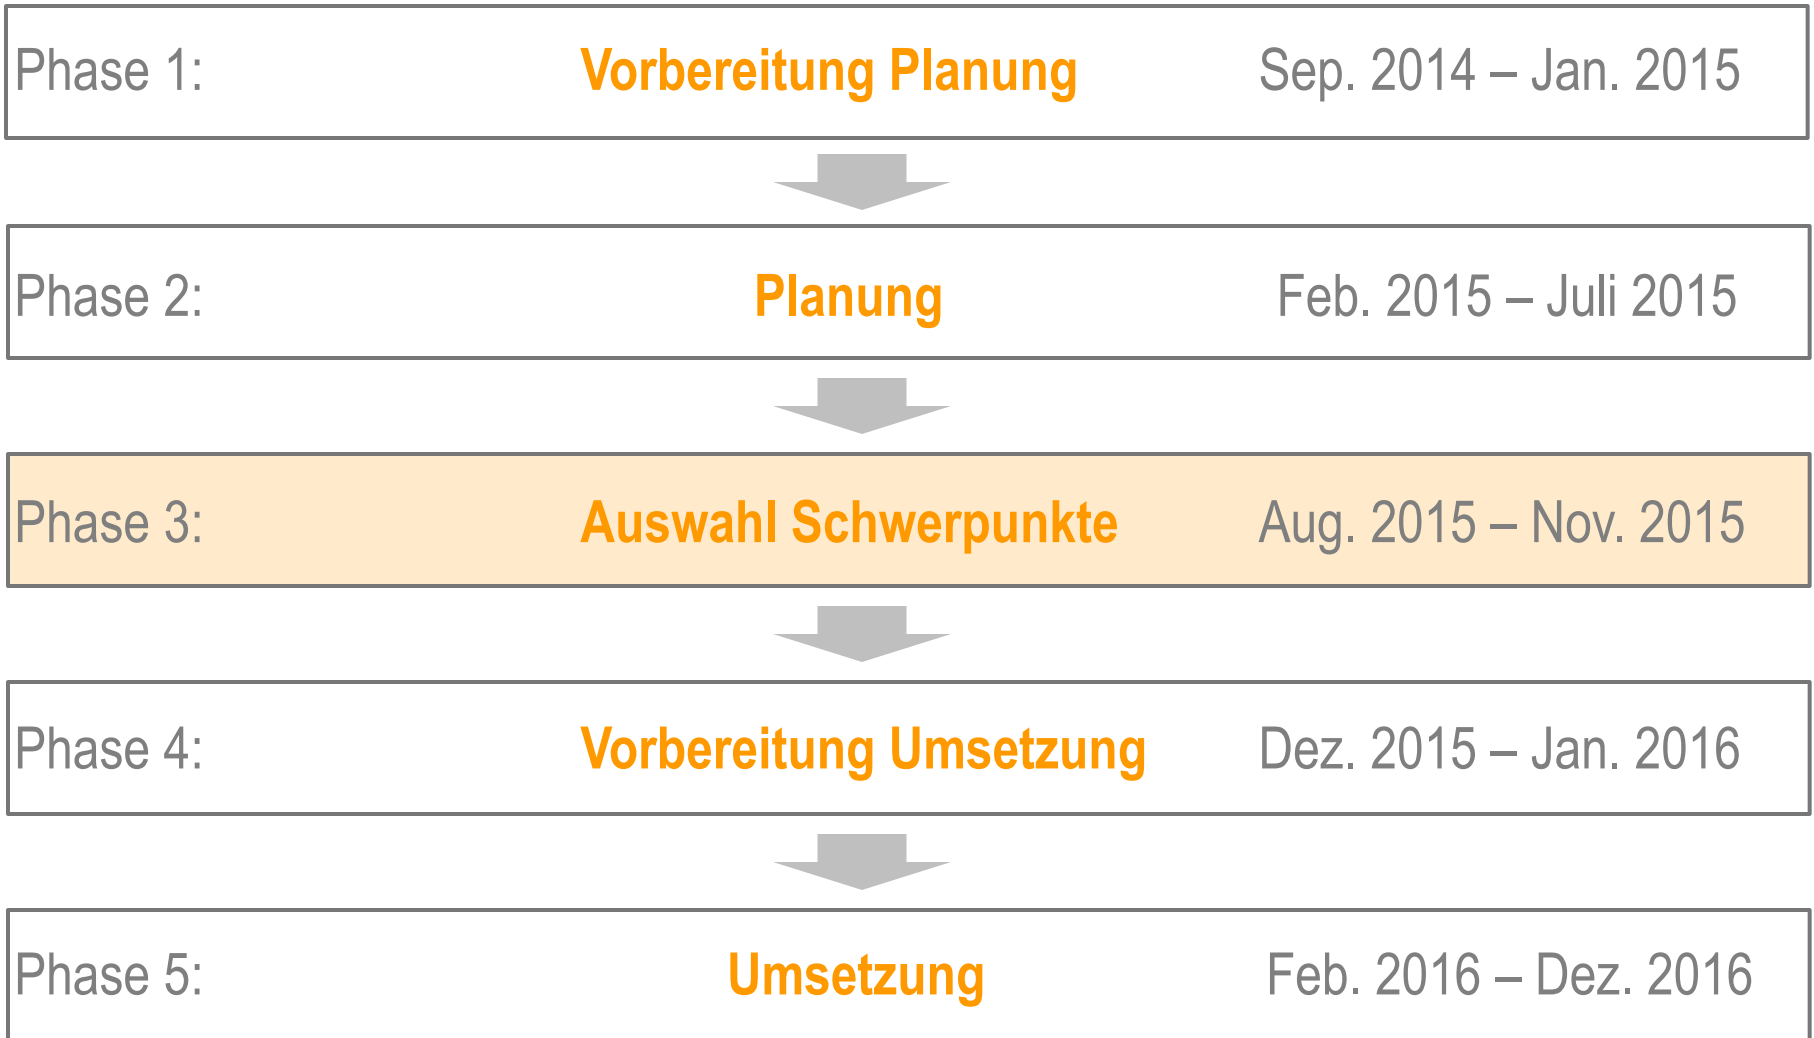 Phase 1: Vorbereitung Planung Sep. 2014 – Jan. 2015
Phase 2: Planung Feb. 2015 – Juli 2015
Phase 3: Auswahl Schwerpunkte Aug. 2015 – Nov. 2015
Phase 4: Vorbereitung Umsetzung Dez. 2015 – Jan. 2016
Phase 5: Umsetzung Feb. 2016 – Dez. 2016